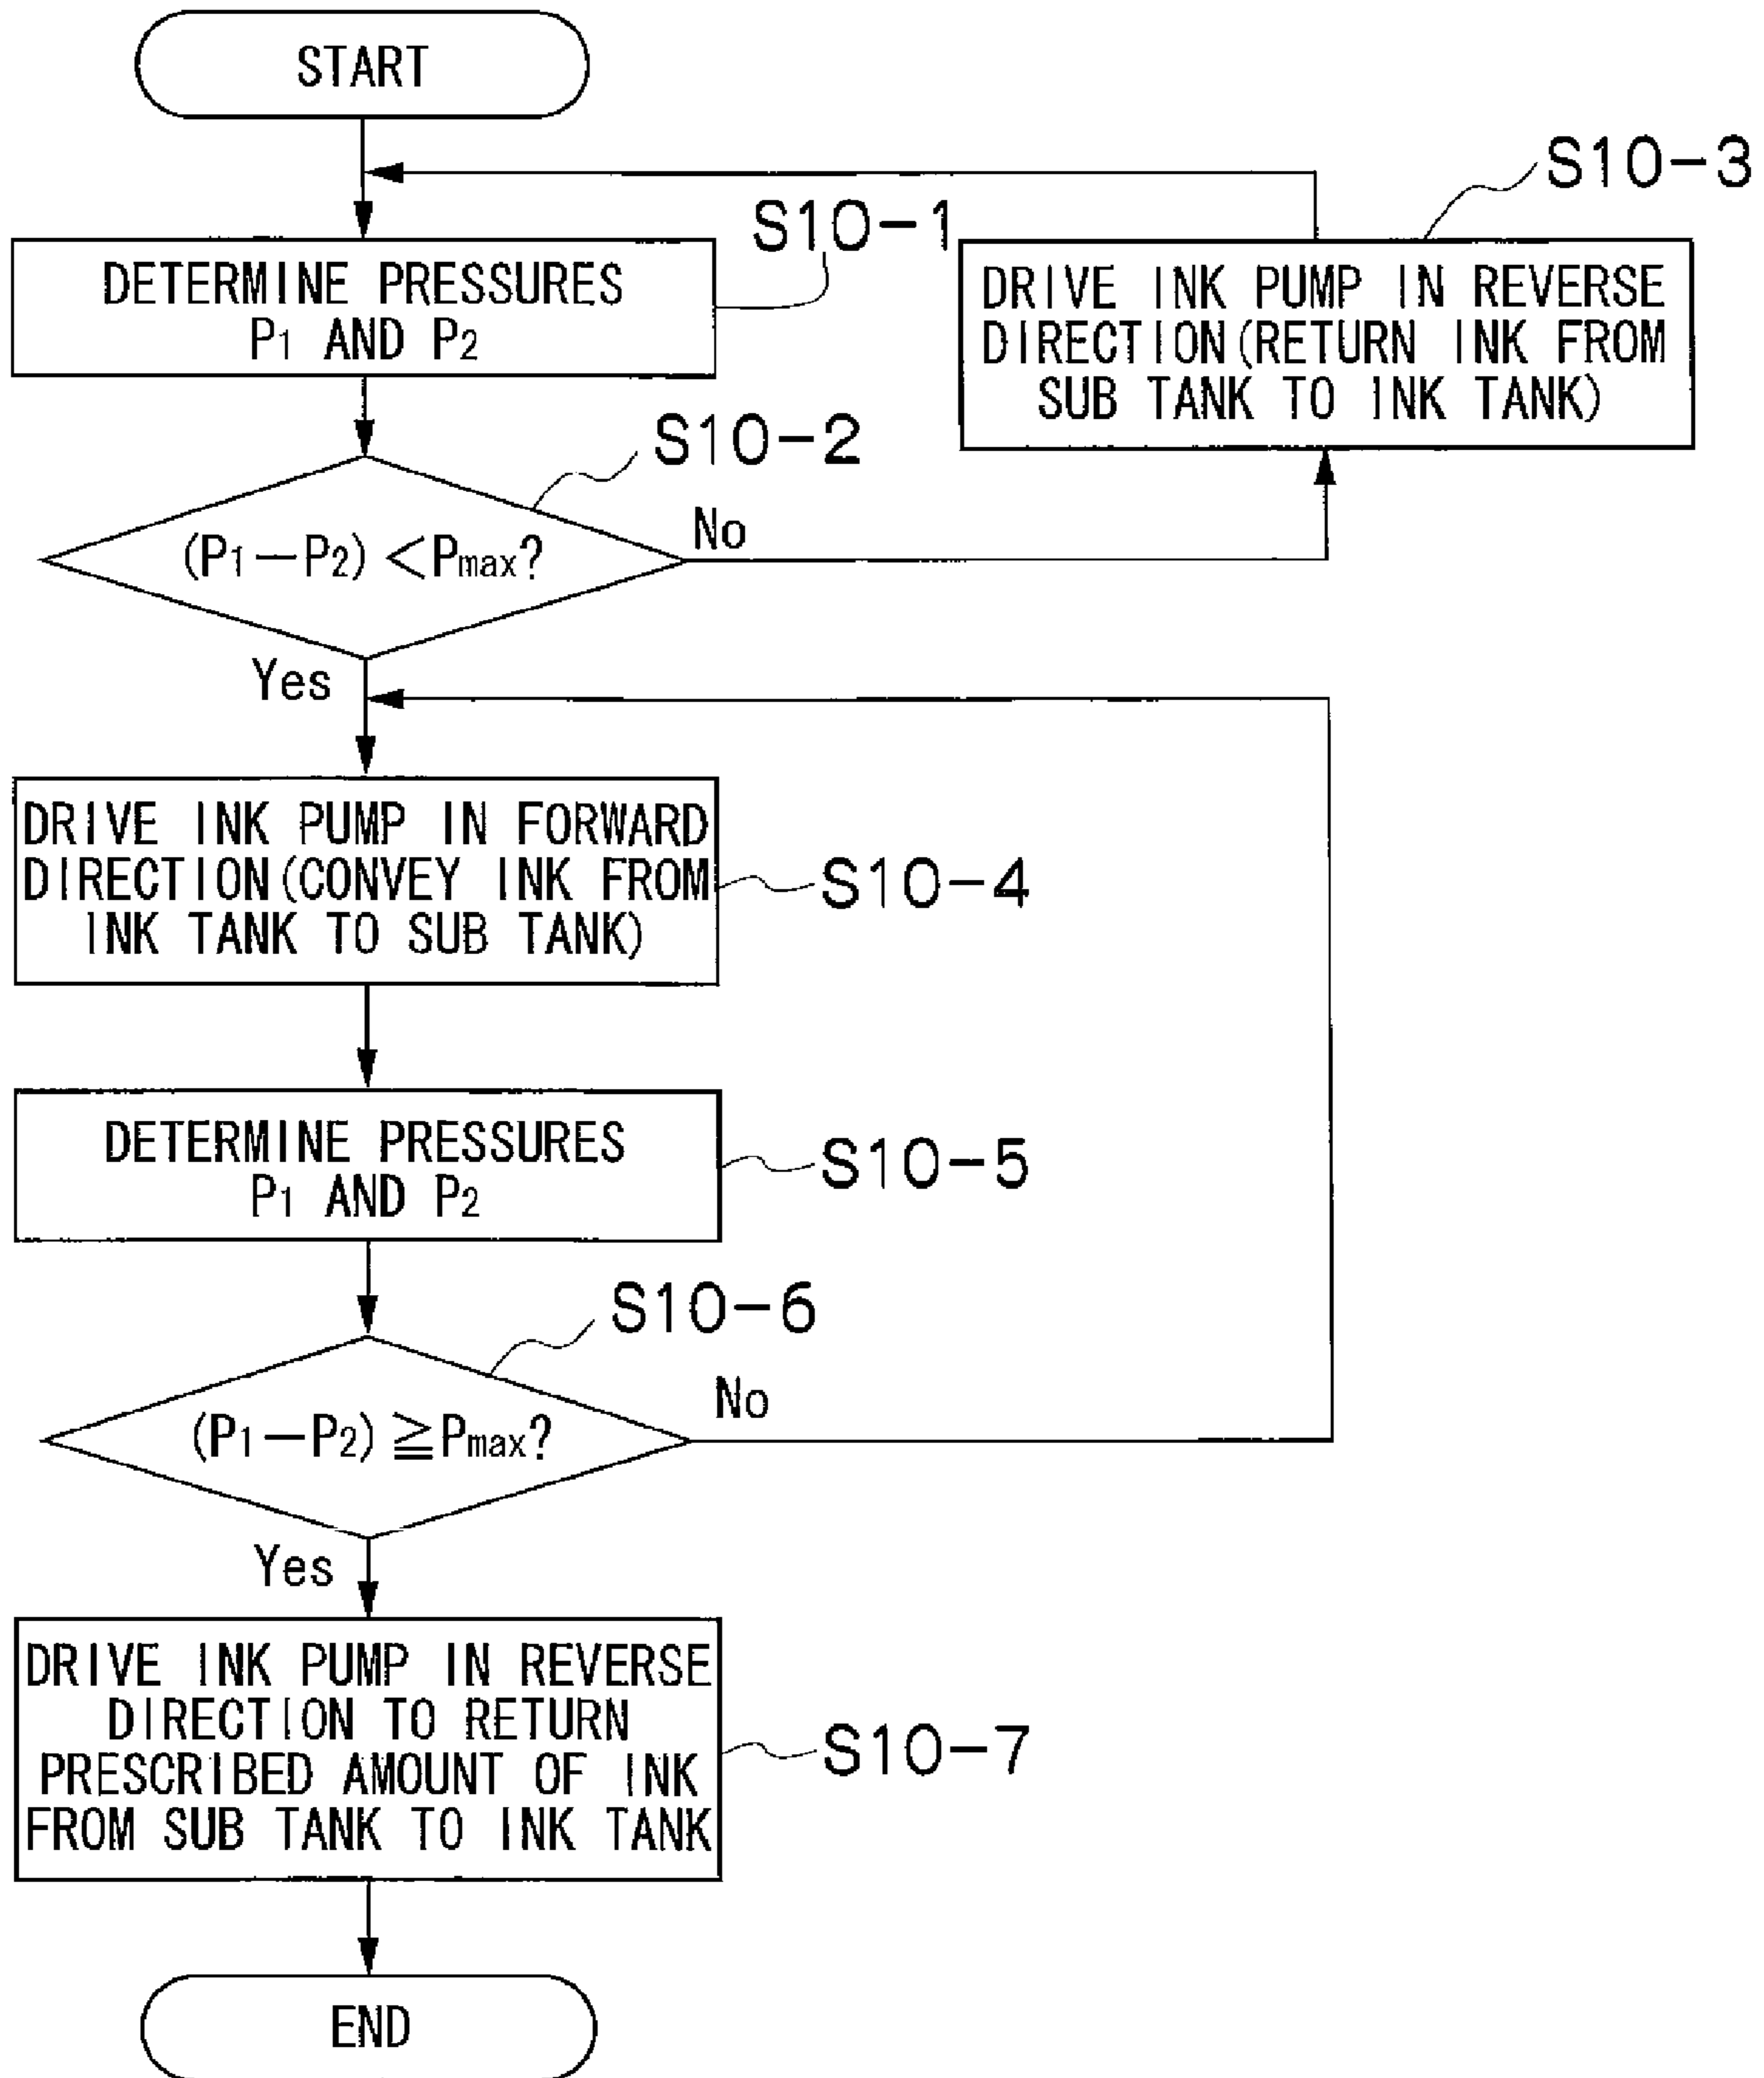 START
S10-3
S10-1
DETERMINE PRESSURES
P1 AND P2
DRIVE INK PUMP IN REVERSE
DIRECTION(RETURN INK FROM
SUB TANK TO INK TANK)
S10-2
(P1−P2) <Pmax?
No
Yes
DRIVE INK PUMP IN FORWARD
DIRECTION(CONVEY INK FROM
INK TANK TO SUB TANK)
S10-4
DETERMINE PRESSURES
P1 AND P2
S10-5
S10-6
(P1−P2) ≧Pmax?
No
Yes
DRIVE INK PUMP IN REVERSE
DIRECTION TO RETURN
PRESCRIBED AMOUNT OF INK
FROM SUB TANK TO INK TANK
S10-7
END